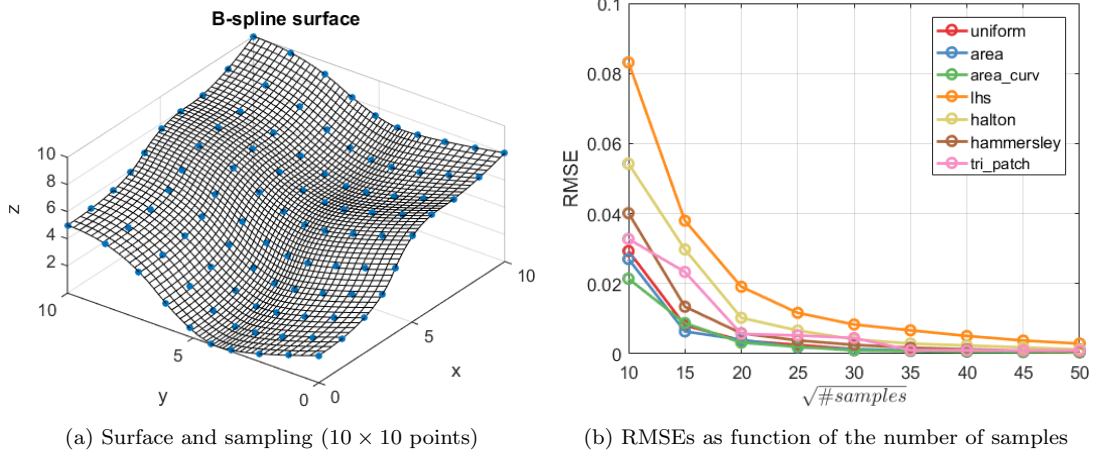 B-spline surface
10
8
6
4
2
z
10
5
0
y
0
5
10
x
(a) Surface and sampling (10 × 10 points)
0.1
0.08
0.06
0.04
0.02
0
RMSE
10 15 20 25 30 35 40 45 50
√#samples
uniform
area
area_curv
lhs
halton
hammersley
tri_patch
(b) RMSEs as function of the number of samples